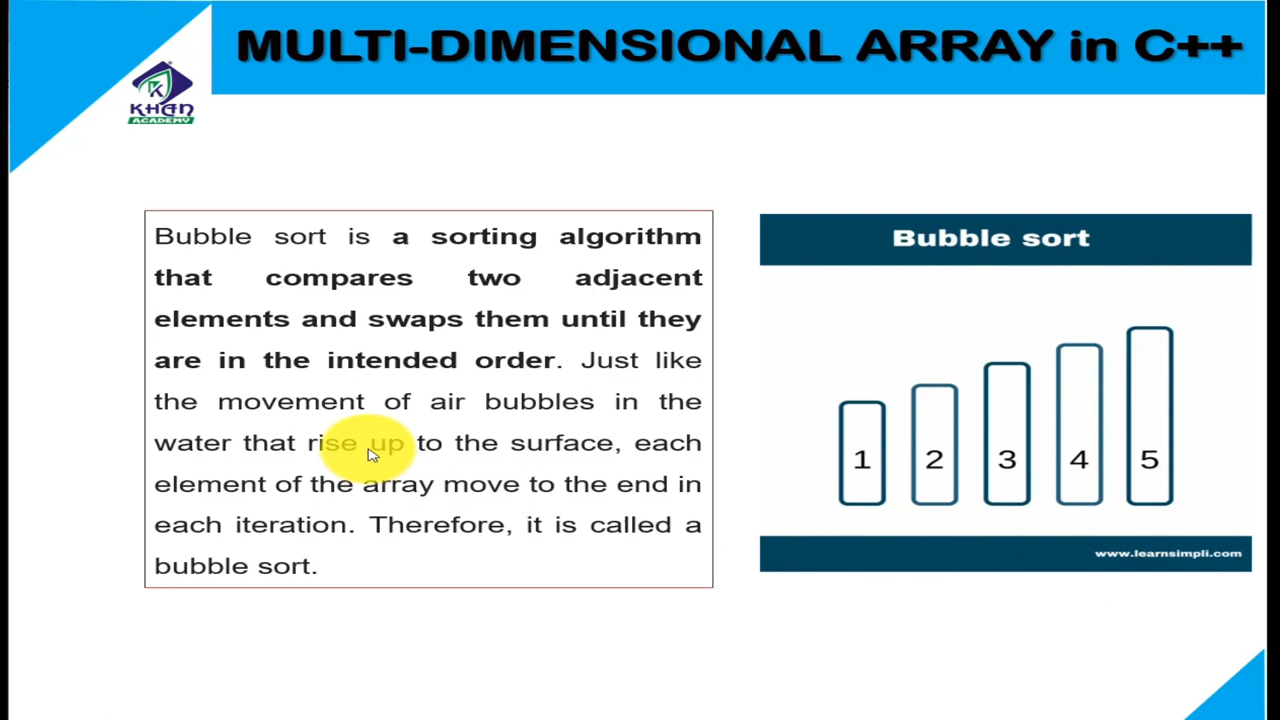 MULTI-DIMENSIONAL ARRAY in C++
KHAN
ACADEMY
Bubble sort is a sorting algorithm
that compares two adjacent
elements and swaps them until they
are in the intended order. Just like
the movement of air bubbles in the
water that rise up to the surface, each
element of the array move to the end in
each iteration. Therefore, it is called a
bubble sort.
Bubble sort
1 2 3 4 5
www.learnsimpli.com